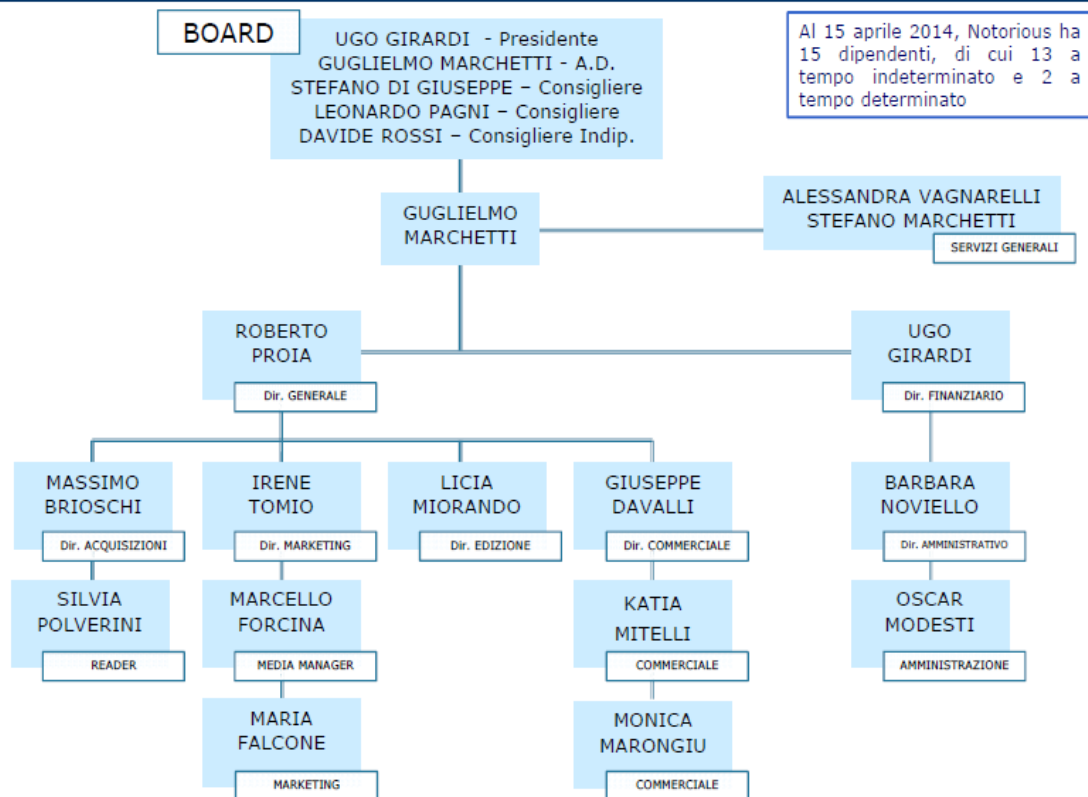 BOARD
UGO GIRARDI - Presidente
GUGLIELMO MARCHETTI - A.D.
STEFANO DI GIUSEPPE – Consigliere
LEONARDO PAGNI – Consigliere
DAVIDE ROSSI – Consigliere Indip.
Al 15 aprile 2014, Notorious ha
15 dipendenti, di cui 13 a
tempo indeterminato e 2 a
tempo determinato
GUGLIELMO
MARCHETTI
ALESSANDRA VAGNARELLI
STEFANO MARCHETTI
SERVIZI GENERALI
ROBERTO
PROIA
Dir. GENERALE
UGO
GIRARDI
Dir. FINANZIARIO
MASSIMO
BRIOSCHI
Dir. ACQUISIZIONI
IRENE
TOMIO
Dir. MARKETING
LICIA
MIORANDO
Dir. EDIZIONE
GIUSEPPE
DAVALLI
Dir. COMMERCIALE
BARBARA
NOVIELLO
Dir. AMMINISTRATIVO
SILVIA
POLVERINI
READER
MARCELLO
FORCINA
MEDIA MANAGER
KATIA
MITELLI
COMMERCIALE
OSCAR
MODESTI
AMMINISTRAZIONE
MARIA
FALCONE
MARKETING
MONICA
MARONGIU
COMMERCIALE